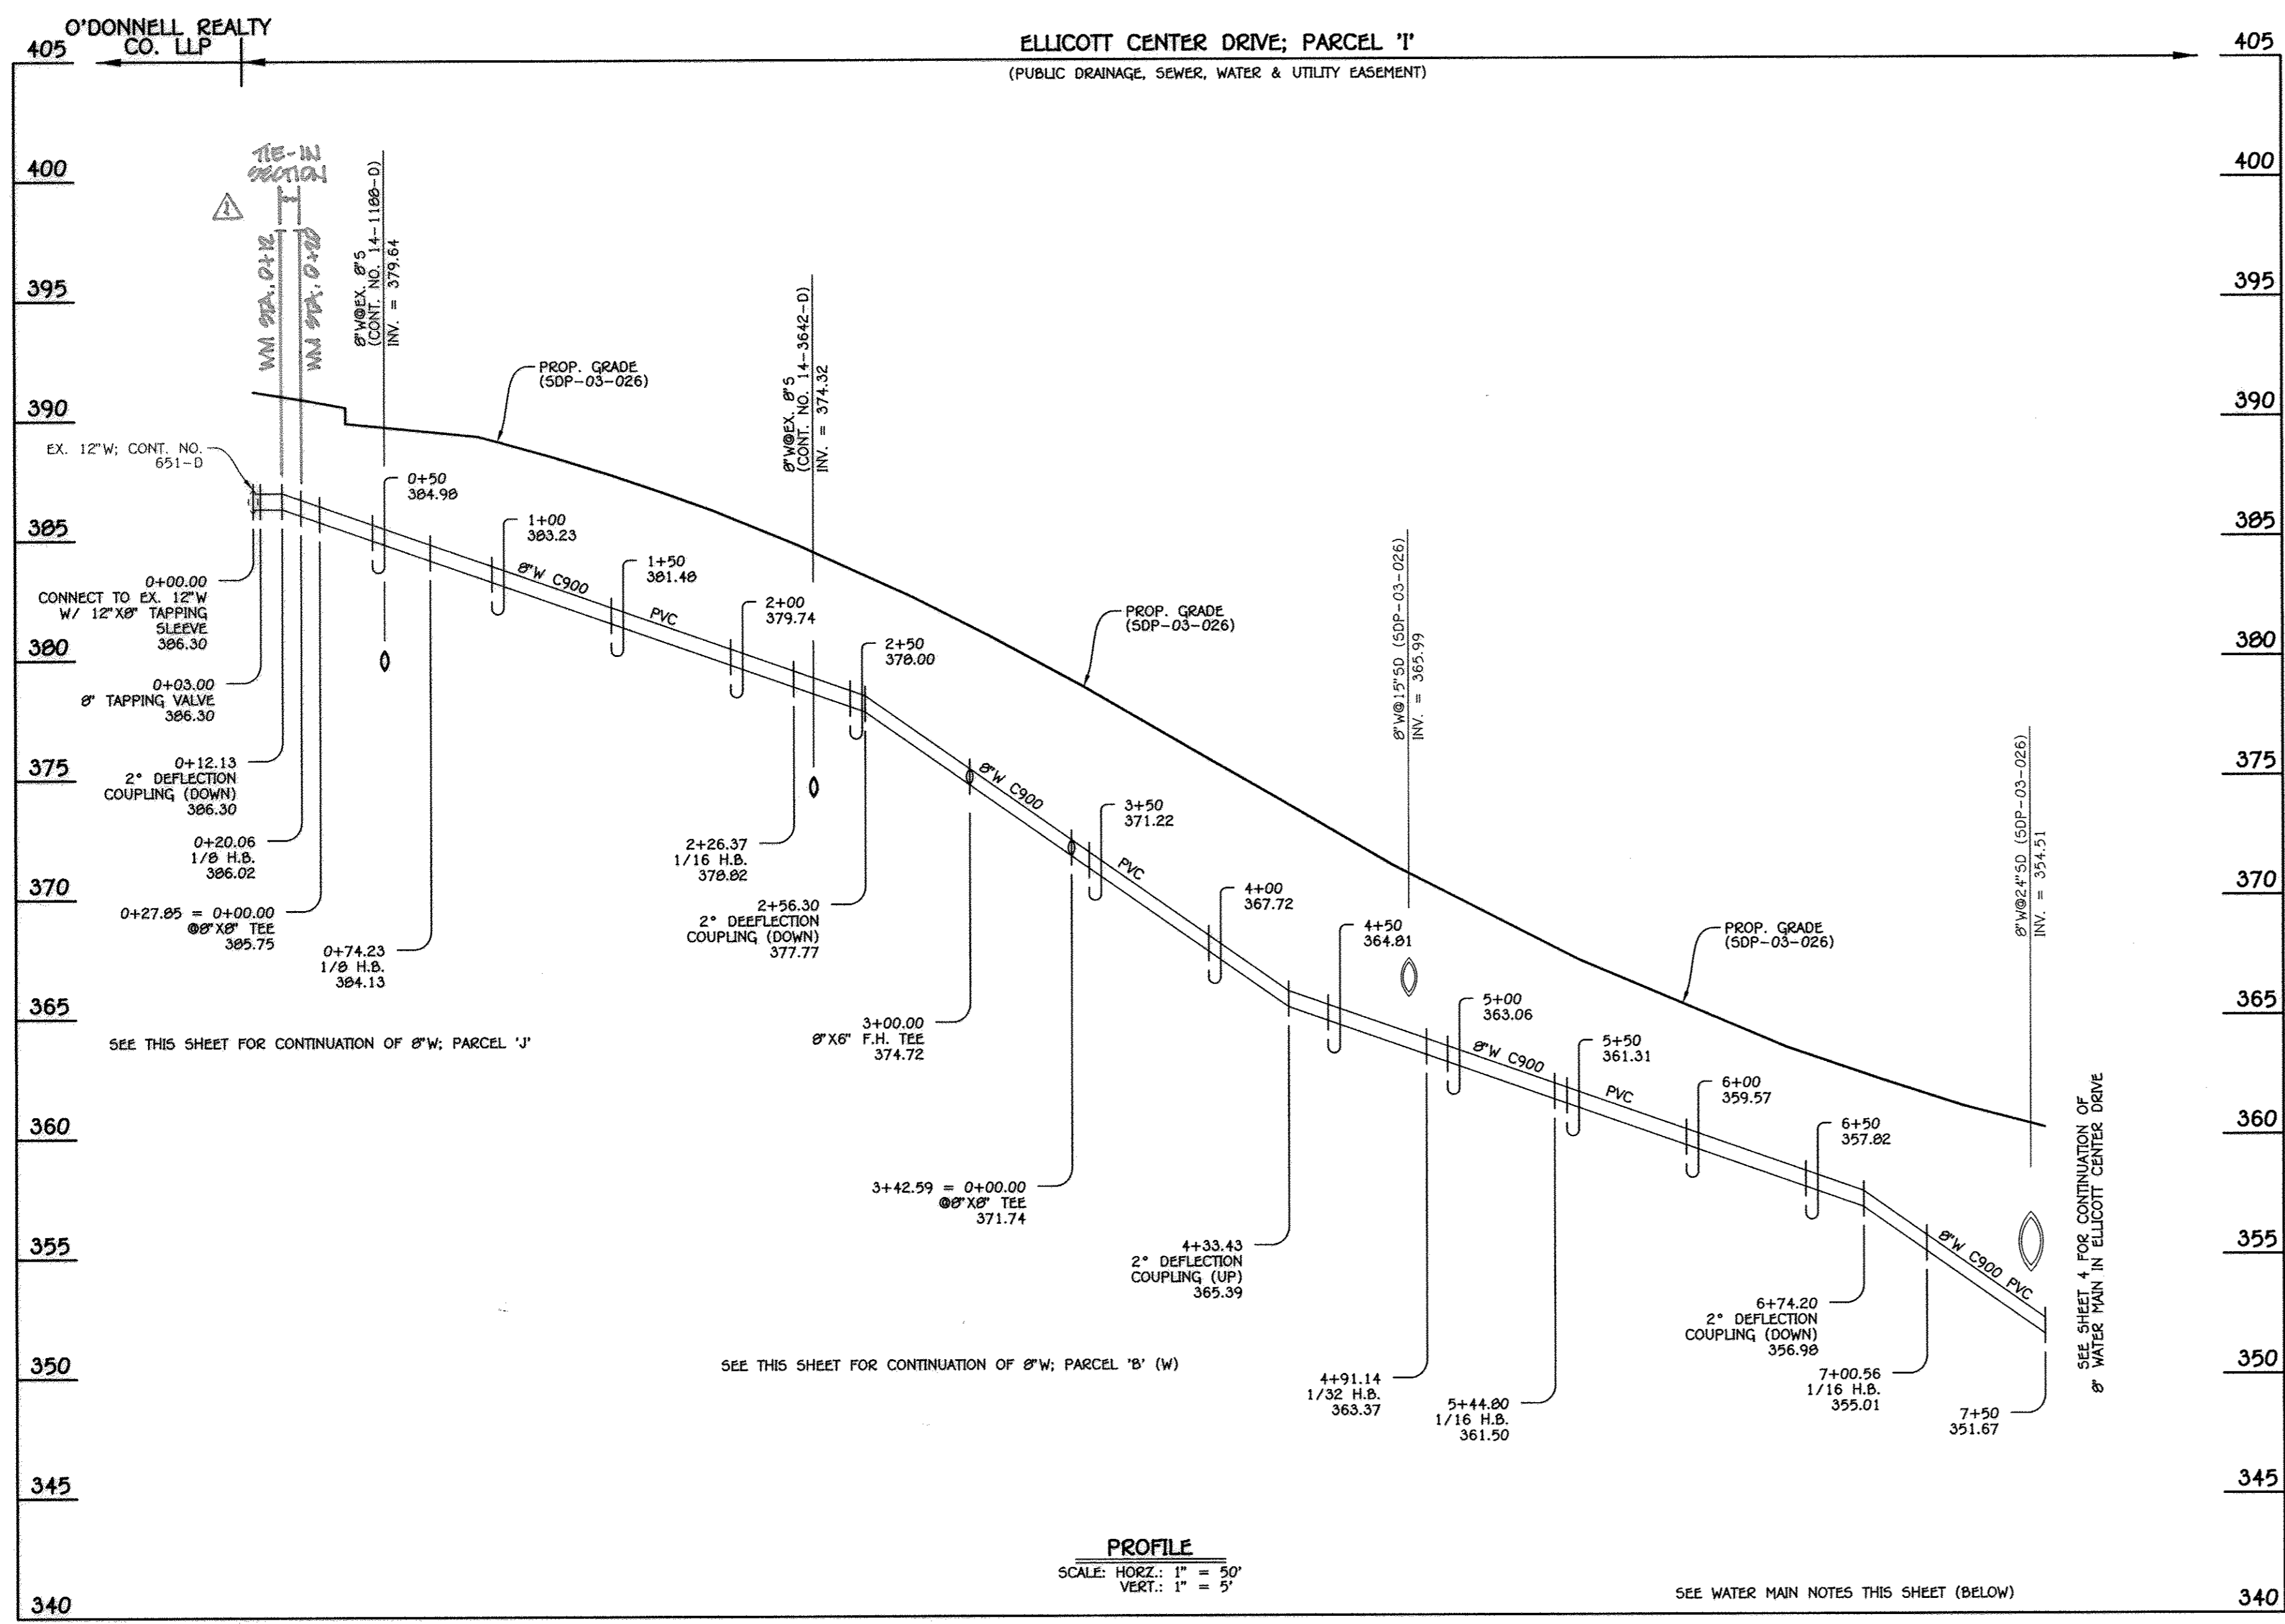 O'DONNELL REALTY
CO. LLP
ELLICOTT CENTER DRIVE; PARCEL 'I'
(PUBLIC DRAINAGE, SEWER, WATER & UTILITY EASEMENT)
405
400
395
390
385
380
375
370
365
360
355
350
345
340
405
400
395
390
385
380
375
370
365
360
355
350
345
340
TIE-IN
SECTION
1
WM STA. 0+12
WM STA. 0+20
8"W@EX. 8"S
(CONT. NO. 14-1188-D)
INV. = 379.64
PROP. GRADE
(SDP-03-026)
8"W@EX. 8"S
(CONT. NO. 14-3642-D)
INV. = 374.32
EX. 12"W; CONT. NO.
651-D
0+50
384.98
1+00
383.23
8"W C900
PVC
1+50
381.48
2+00
379.74
2+50
378.00
0+00.00
CONNECT TO EX. 12"W
W/ 12"X8" TAPPING
SLEEVE
386.30
0+03.00
8" TAPPING VALVE
386.30
0+12.13
2° DEFLECTION
COUPLING (DOWN)
386.30
0+20.06
1/8 H.B.
386.02
0+27.85 = 0+00.00
@8"X8" TEE
385.75
0+74.23
1/8 H.B.
384.13
SEE THIS SHEET FOR CONTINUATION OF 8"W; PARCEL 'J'
2+26.37
1/16 H.B.
378.82
2+56.30
2° DEEFLECTION
COUPLING (DOWN)
377.77
PROP. GRADE
(SDP-03-026)
8"W C900
PVC
3+50
371.22
4+00
367.72
3+00.00
8"X6" F.H. TEE
374.72
3+42.59 = 0+00.00
@8"X8" TEE
371.74
8"W@15"SD (SDP-03-026)
INV. = 365.99
4+50
364.81
5+00
363.06
8"W C900
PVC
5+50
361.31
6+00
359.57
6+50
357.82
PROP. GRADE
(SDP-03-026)
8"W@24"SD (SDP-03-026)
INV. = 354.51
4+33.43
2° DEFLECTION
COUPLING (UP)
365.39
4+91.14
1/32 H.B.
363.37
5+44.80
1/16 H.B.
361.50
6+74.20
2° DEFLECTION
COUPLING (DOWN)
356.98
8"W C900 PVC
7+00.56
1/16 H.B.
355.01
7+50
351.67
SEE SHEET 4 FOR CONTINUATION OF
8" WATER MAIN IN ELLICOTT CENTER DRIVE
SEE THIS SHEET FOR CONTINUATION OF 8"W; PARCEL 'B' (W)
PROFILE
SCALE: HORZ.: 1" = 50'
VERT.: 1" = 5'
SEE WATER MAIN NOTES THIS SHEET (BELOW)